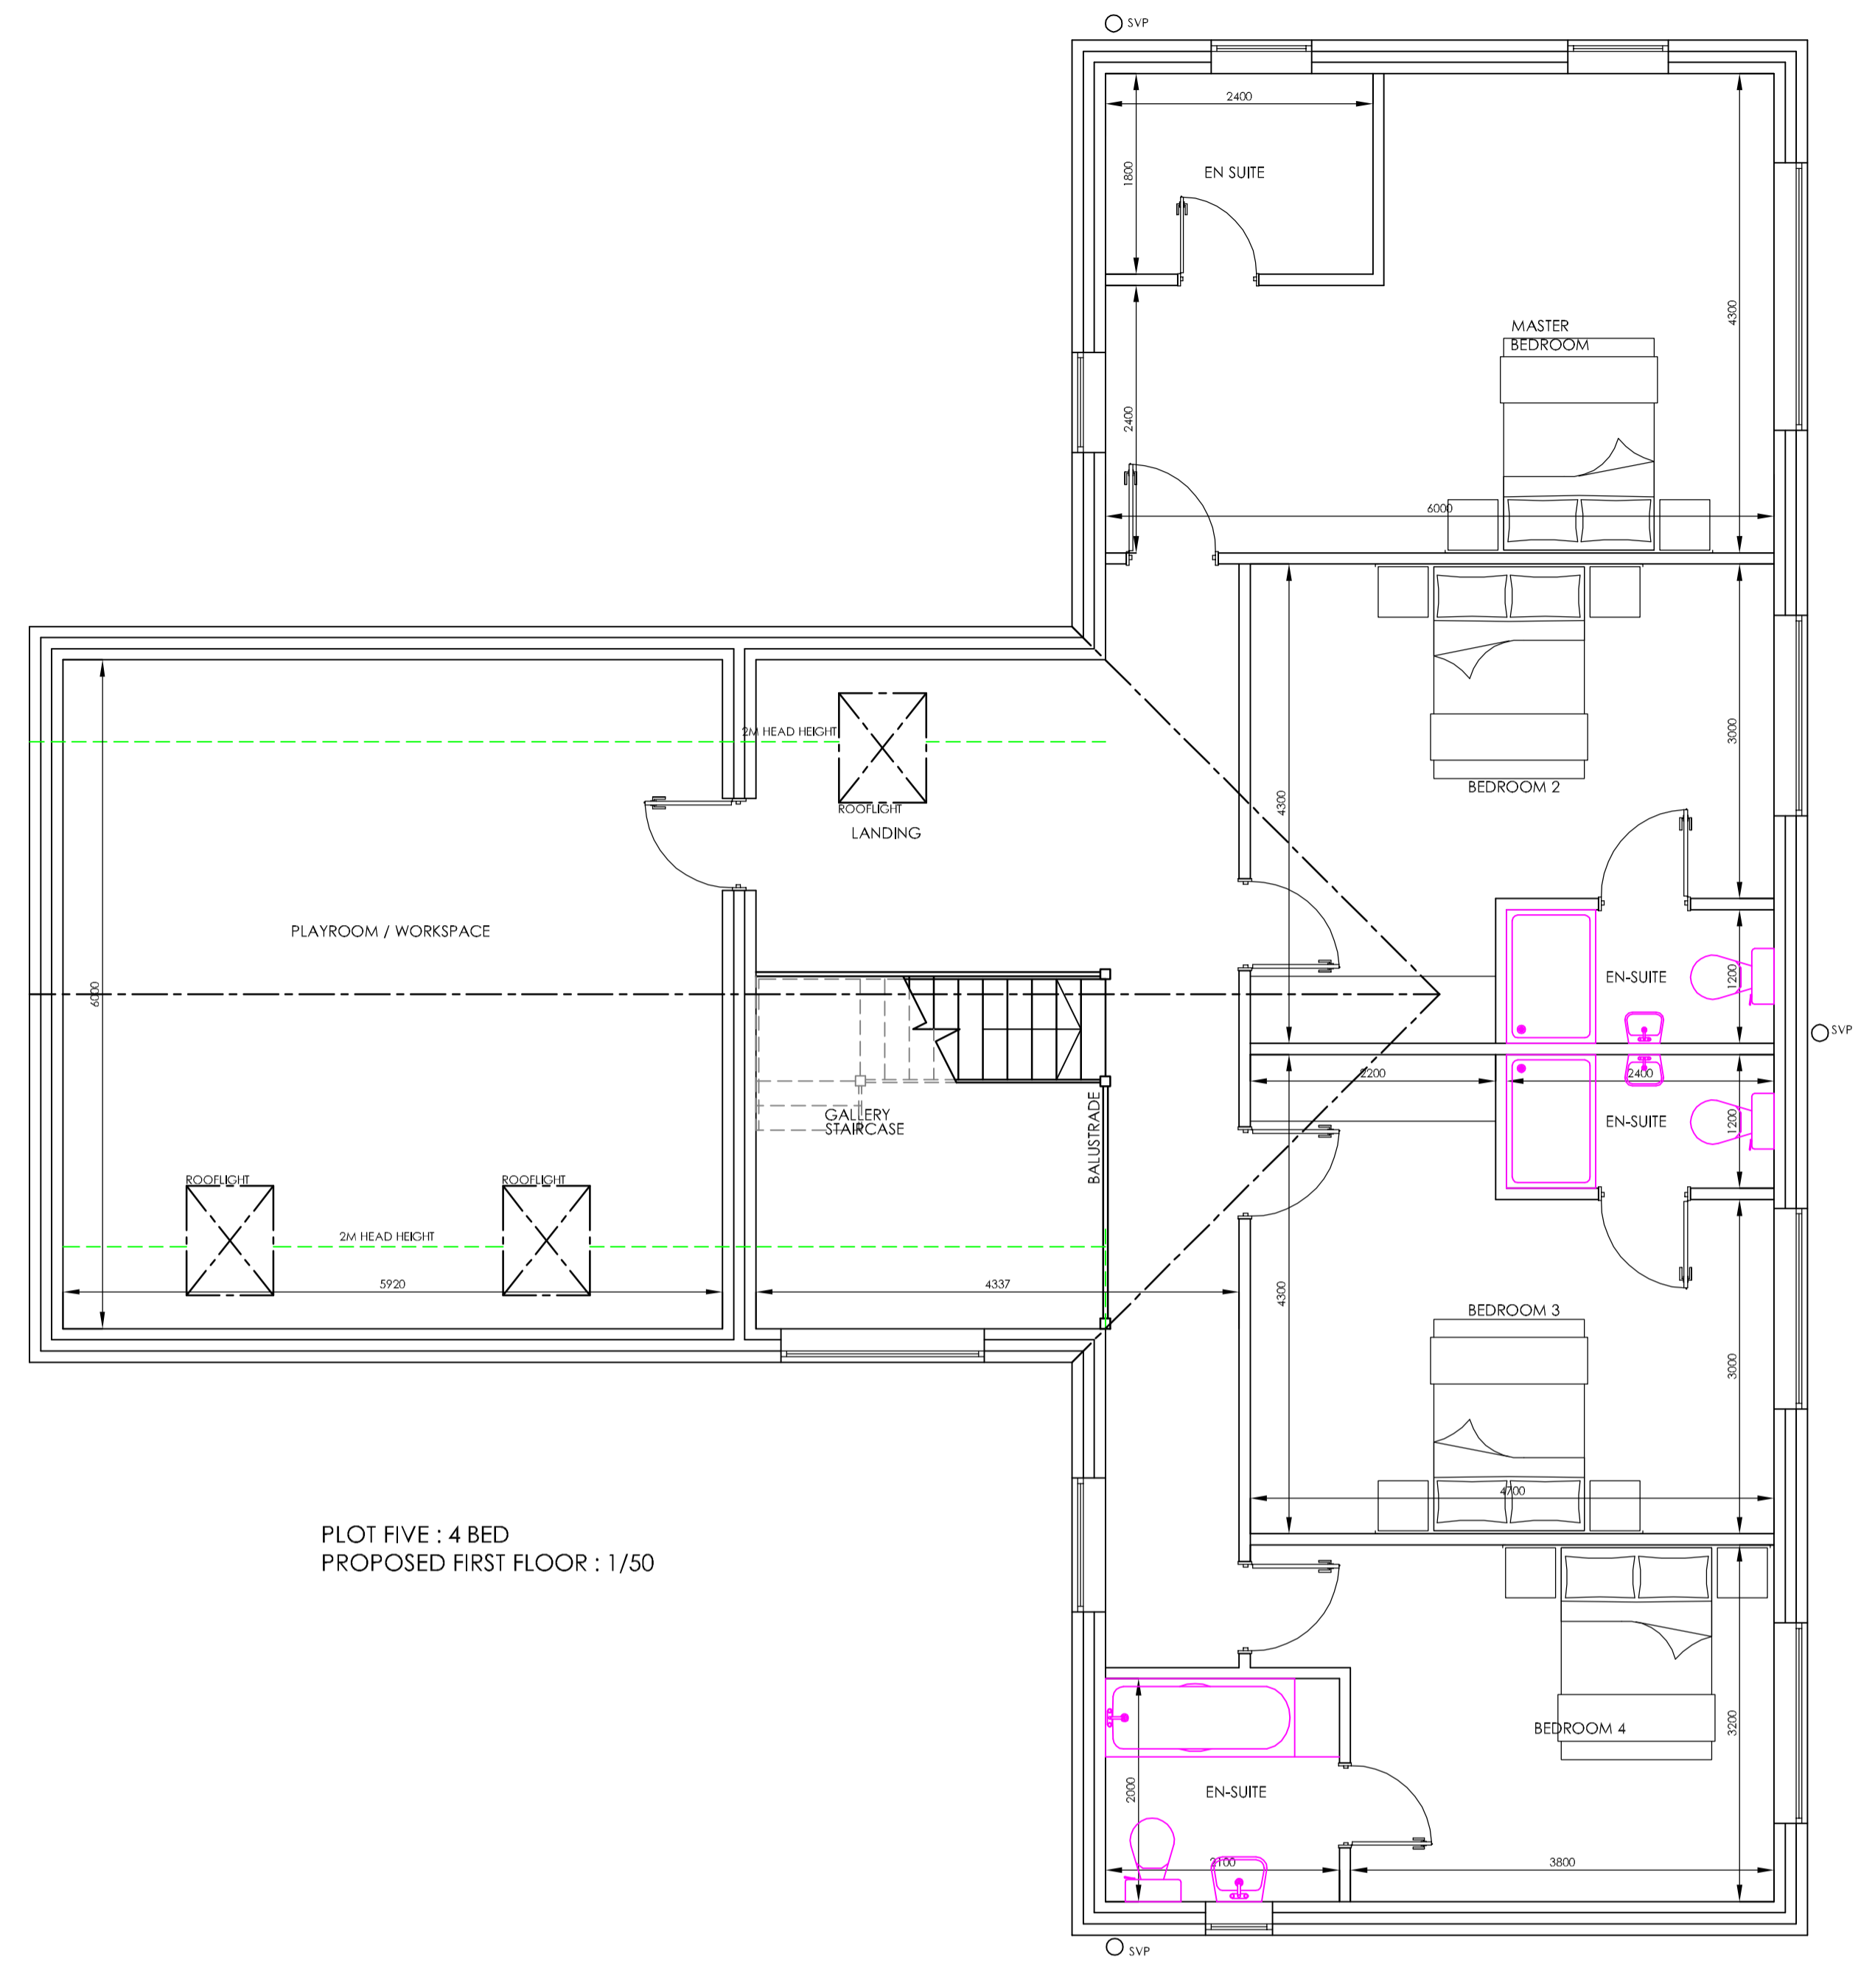 SVP
2400
1800
EN SUITE
4300
MASTER
BEDROOM
2400
6000
2M HEAD HEIGHT
ROOFLIGHT
LANDING
4300
3000
BEDROOM 2
PLAYROOM / WORKSPACE
6000
EN-SUITE
1200
SVP
2200
2400
GALLERY
STAIRCASE
BALUSTRADE
EN-SUITE
1200
ROOFLIGHT
ROOFLIGHT
2M HEAD HEIGHT
5920
4337
4300
BEDROOM 3
3000
4700
PLOT FIVE : 4 BED
PROPOSED FIRST FLOOR : 1/50
BEDROOM 4
3200
EN-SUITE
2000
2100
3800
SVP